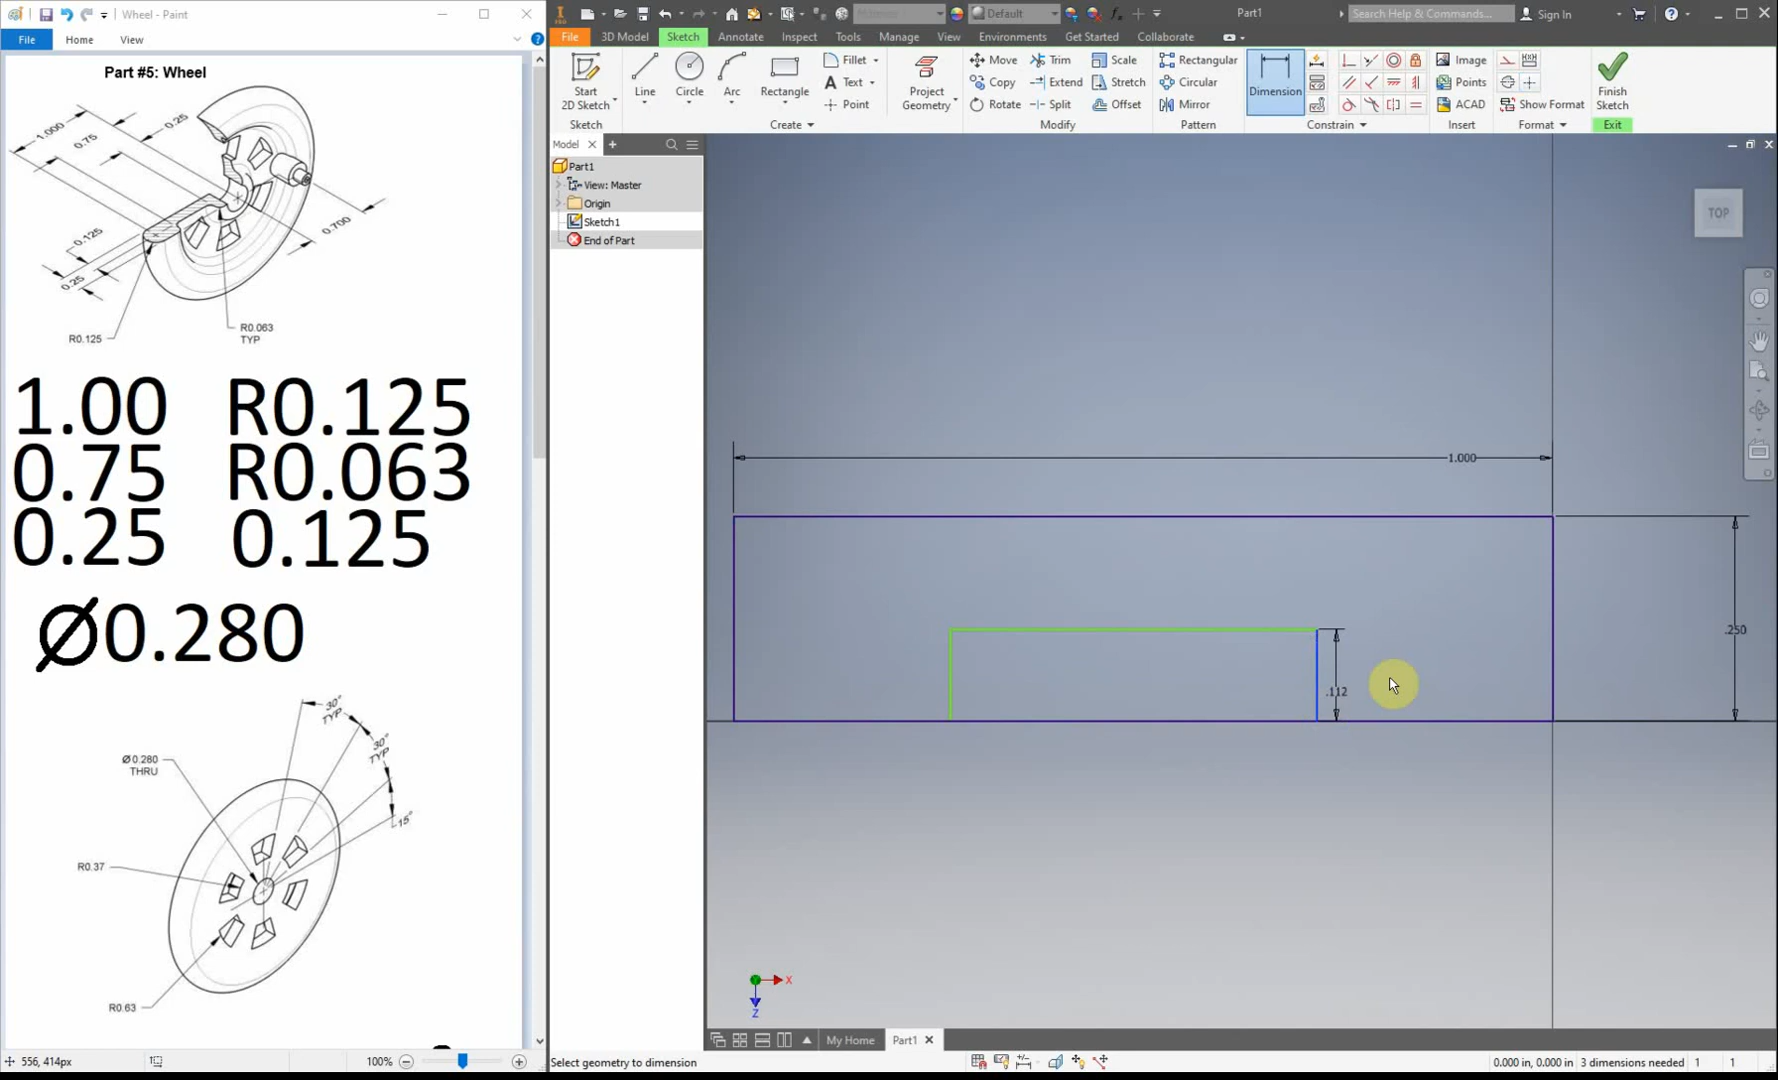 Wheel - Paint
File Home View
Part #5: Wheel
1.000
0.75
0.25
0.125
0.25
0.700
R0.125
R0.063
TYP
1.00 R0.125
0.75 R0.063
0.25 0.125
Ø0.280
30°
TYP
30°
TYP
15°
Ø0.280
THRU
R0.37
R0.63
556, 414px
100%
Default
Part1
Search Help & Commands...
Sign In
File 3D Model Sketch Annotate Inspect Tools Manage View Environments Get Started Collaborate
Start
2D Sketch
Line
Circle
Arc
Rectangle
Fillet
Text
Point
Project
Geometry
Move Trim Scale
Copy Extend Stretch
Rotate Split Offset
Rectangular
Circular
Mirror
Dimension
Image
Points
ACAD
Show Format
Finish
Sketch
Sketch Create Modify Pattern Constrain Insert Format Exit
Model
Part1
View: Master
Origin
Sketch1
End of Part
TOP
1.000
.250
.112
X
Z
My Home Part1
Select geometry to dimension
0.000 in, 0.000 in 3 dimensions needed 1 1